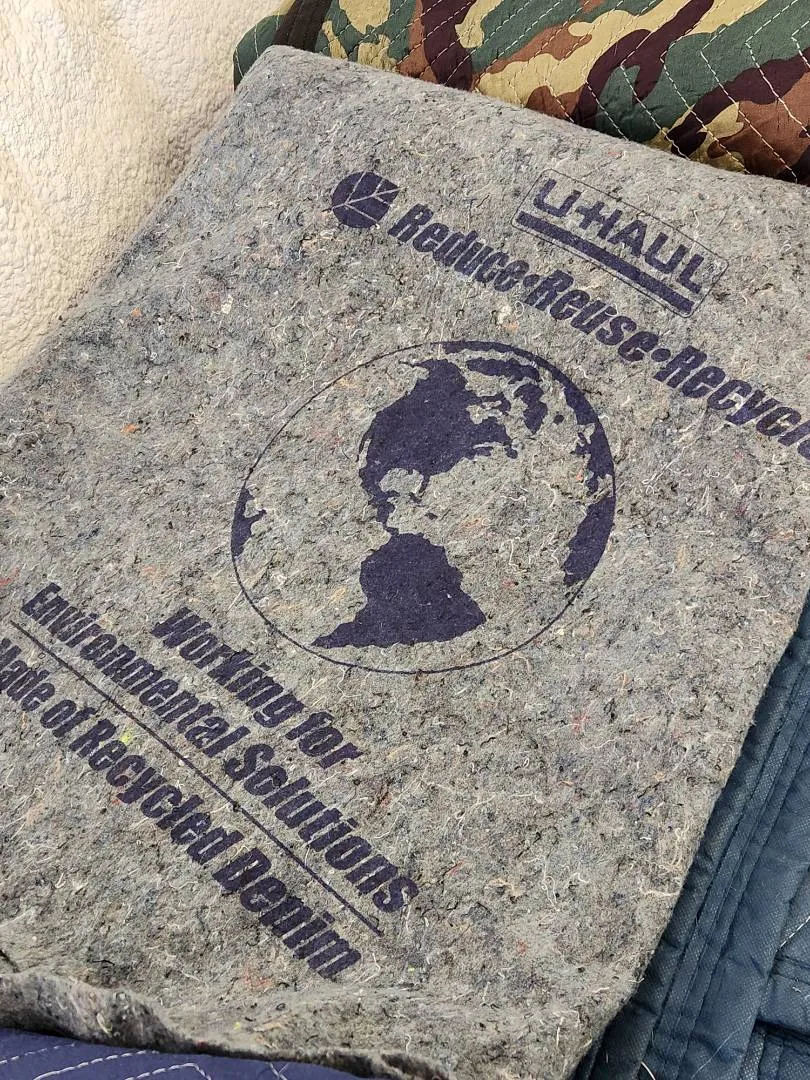 U-HAUL
Reduce•Reuse•Recycle
Working for
Environmental Solutions
Made of Recycled Denim